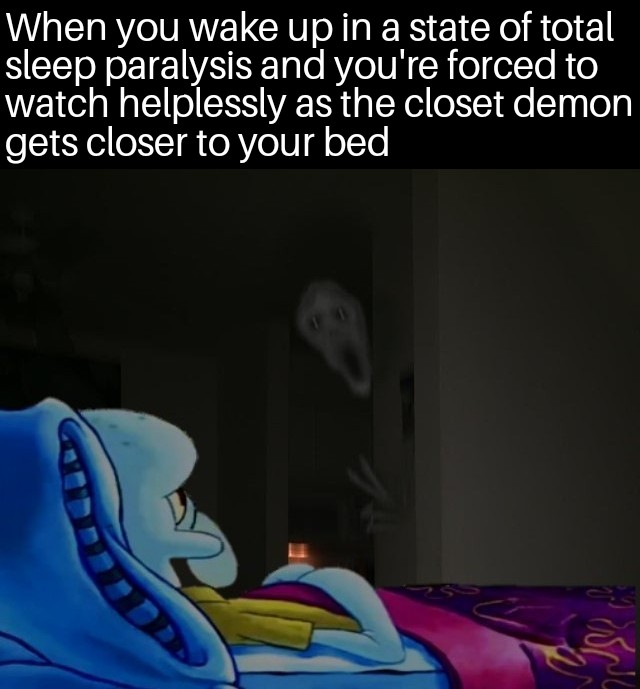 When you wake up in a state of total
sleep paralysis and you're forced to
watch helplessly as the closet demon
gets closer to your bed